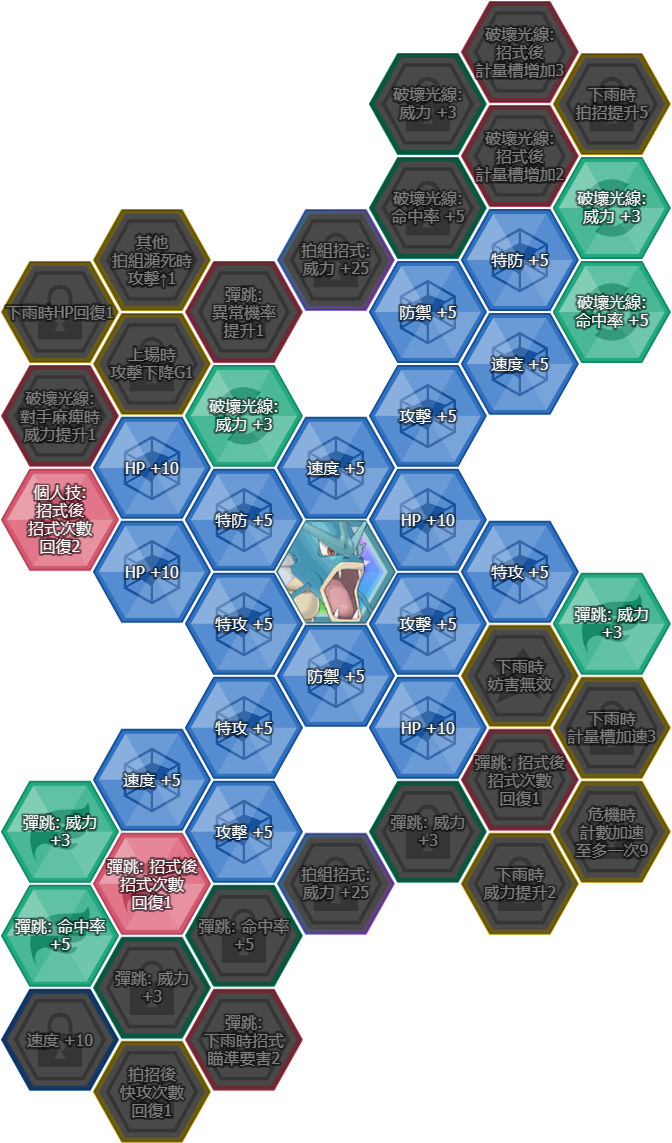 破壞光線:
招式後
計量槽增加3
破壞光線:
威力 +3
下雨時
拍招提升5
破壞光線:
招式後
計量槽增加2
破壞光線:
命中率 +5
破壞光線:
威力 +3
其他
拍組招式瀕死時
攻擊↑1
拍組招式:
威力 +25
特防 +5
下雨時HP回復1
彈跳:
異常機率
提升1
防禦 +5
破壞光線:
命中率 +5
上場時
攻擊下降G1
速度 +5
破壞光線:
對手麻痺時
威力提升1
破壞光線:
威力 +3
攻擊 +5
HP +10
速度 +5
個人技:
招式後
招式次數
回復2
特防 +5
HP +10
HP +10
特攻 +5
特攻 +5
攻擊 +5
彈跳: 威力
+3
防禦 +5
下雨時
妨害無效
特攻 +5
HP +10
下雨時
計量槽加速3
速度 +5
彈跳: 招式後
招式次數
回復1
彈跳: 威力
+3
攻擊 +5
彈跳: 威力
+3
危機時
計數加速
至多一次9
彈跳: 招式後
招式次數
回復1
拍組招式:
威力 +25
下雨時
威力提升2
彈跳: 命中率
+5
彈跳: 命中率
+5
彈跳: 威力
+3
速度 +10
彈跳:
下雨時招式
瞄準要害2
拍招後
快攻次數
回復1